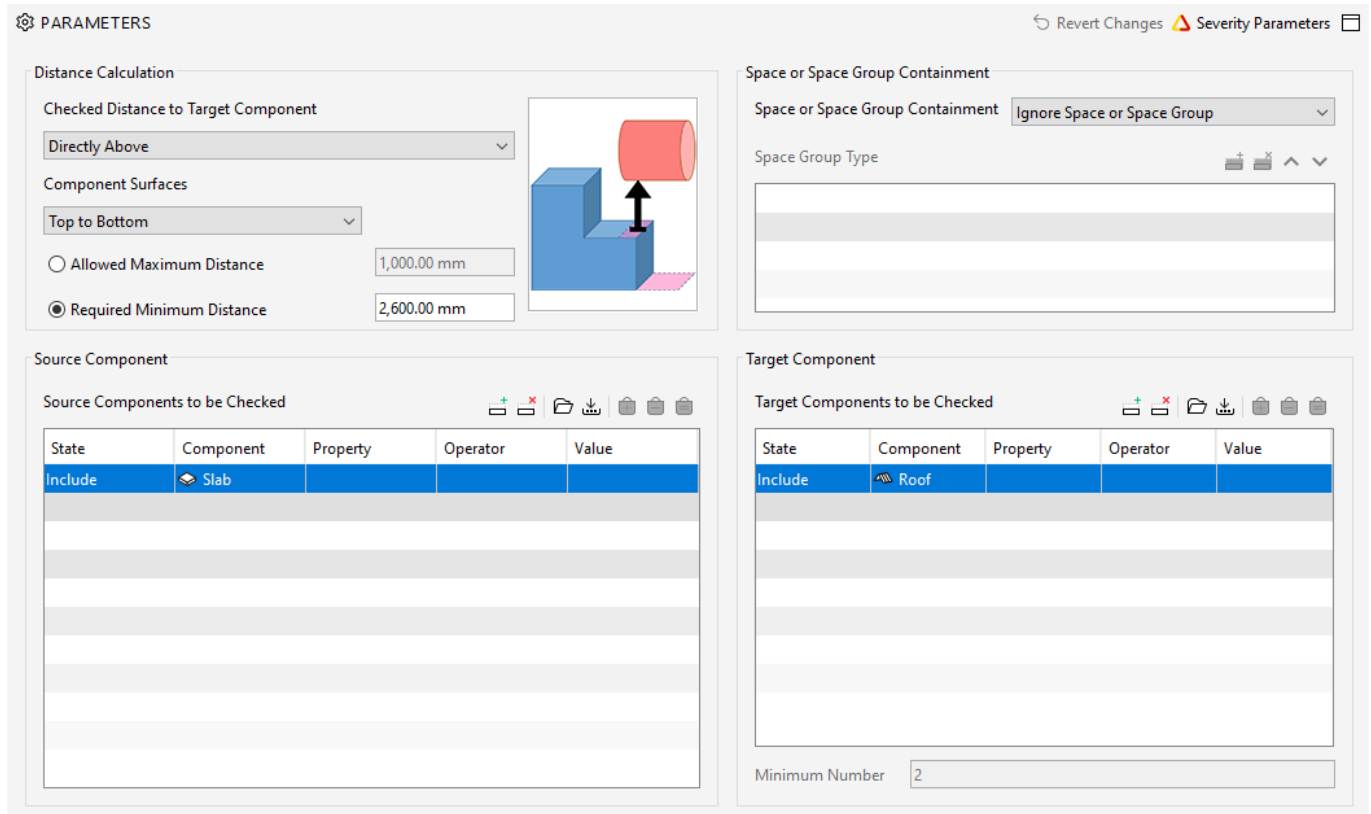 PARAMETERS
Revert Changes
Severity Parameters
Distance Calculation
Checked Distance to Target Component
Directly Above
Component Surfaces
Top to Bottom
Allowed Maximum Distance
1,000.00 mm
Required Minimum Distance
2,600.00 mm
Space or Space Group Containment
Space or Space Group Containment
Ignore Space or Space Group
Space Group Type
Source Component
Source Components to be Checked
State Component Property Operator Value
Include Slab
Target Component
Target Components to be Checked
State Component Property Operator Value
Include Roof
Minimum Number 2